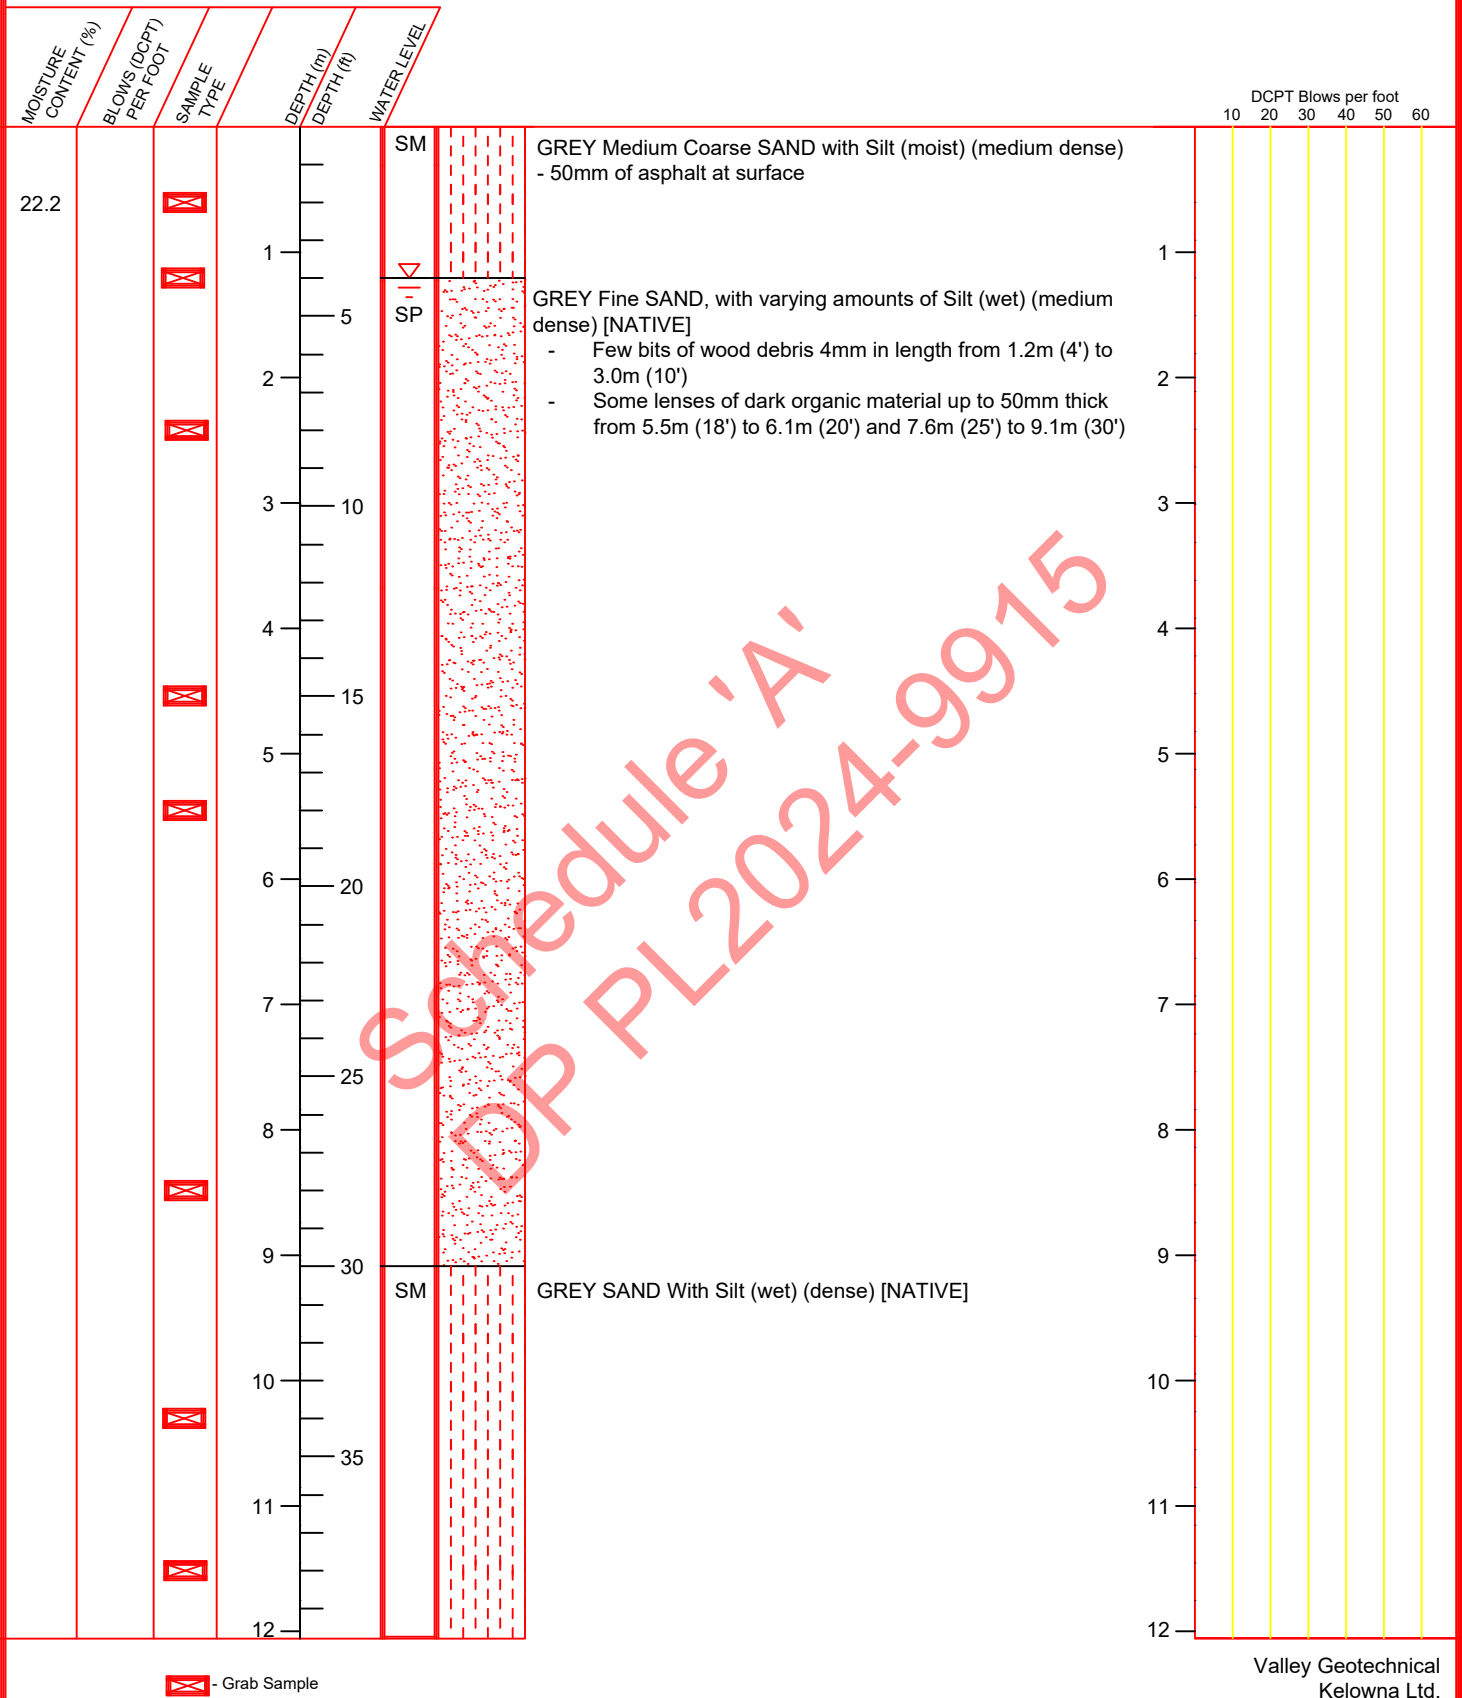 MOISTURE
CONTENT (%)
BLOWS (DCPT)
PER FOOT
SAMPLE
TYPE
DEPTH (m)
DEPTH (ft)
WATER LEVEL
DCPT Blows per foot
10 20 30 40 50 60
SM
GREY Medium Coarse SAND with Silt (moist) (medium dense)
- 50mm of asphalt at surface
22.2
1 1
GREY Fine SAND, with varying amounts of Silt (wet) (medium
5 SP
dense) [NATIVE]
- Few bits of wood debris 4mm in length from 1.2m (4') to
2 3.0m (10') 2
- Some lenses of dark organic material up to 50mm thick
from 5.5m (18') to 6.1m (20') and 7.6m (25') to 9.1m (30')
3 10 3
4 4
15
5 5
6 20 6
7 7
25
8 8
9 9
30
SM GREY SAND With Silt (wet) (dense) [NATIVE]
10 10
35
11 11
12 12
Schedule 'A'
DP PL2024-9915
- Grab Sample
Valley Geotechnical
Kelowna Ltd.